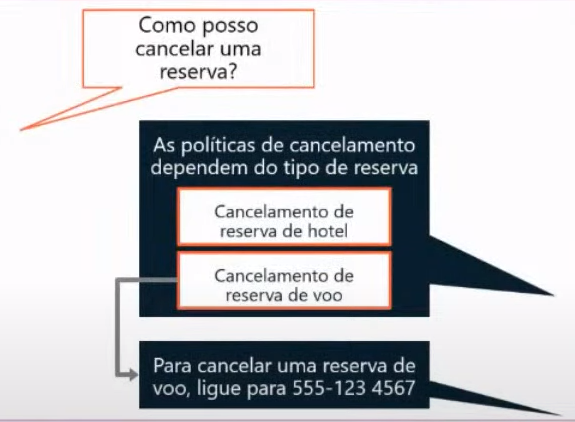 Como posso
cancelar uma
reserva?
As políticas de cancelamento
dependem do tipo de reserva
Cancelamento de
reserva de hotel
Cancelamento de
reserva de voo
Para cancelar uma reserva de
voo, ligue para 555-123 4567